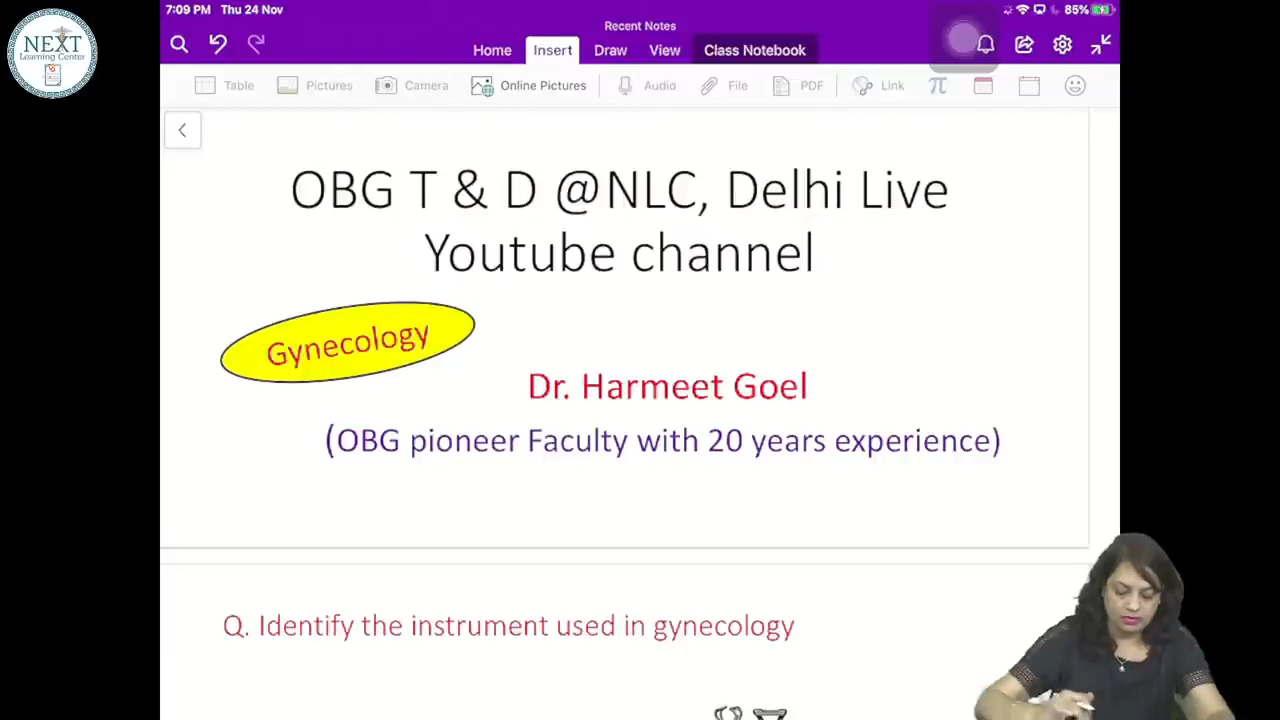 7:09 PM Thu 24 Nov
85%
Recent Notes
Home Insert Draw View Class Notebook
Table Pictures Camera Online Pictures Audio File PDF Link
NEXT
Learning Center
OBG T & D @NLC, Delhi Live
Youtube channel
Gynecology
Dr. Harmeet Goel
(OBG pioneer Faculty with 20 years experience)
Q. Identify the instrument used in gynecology